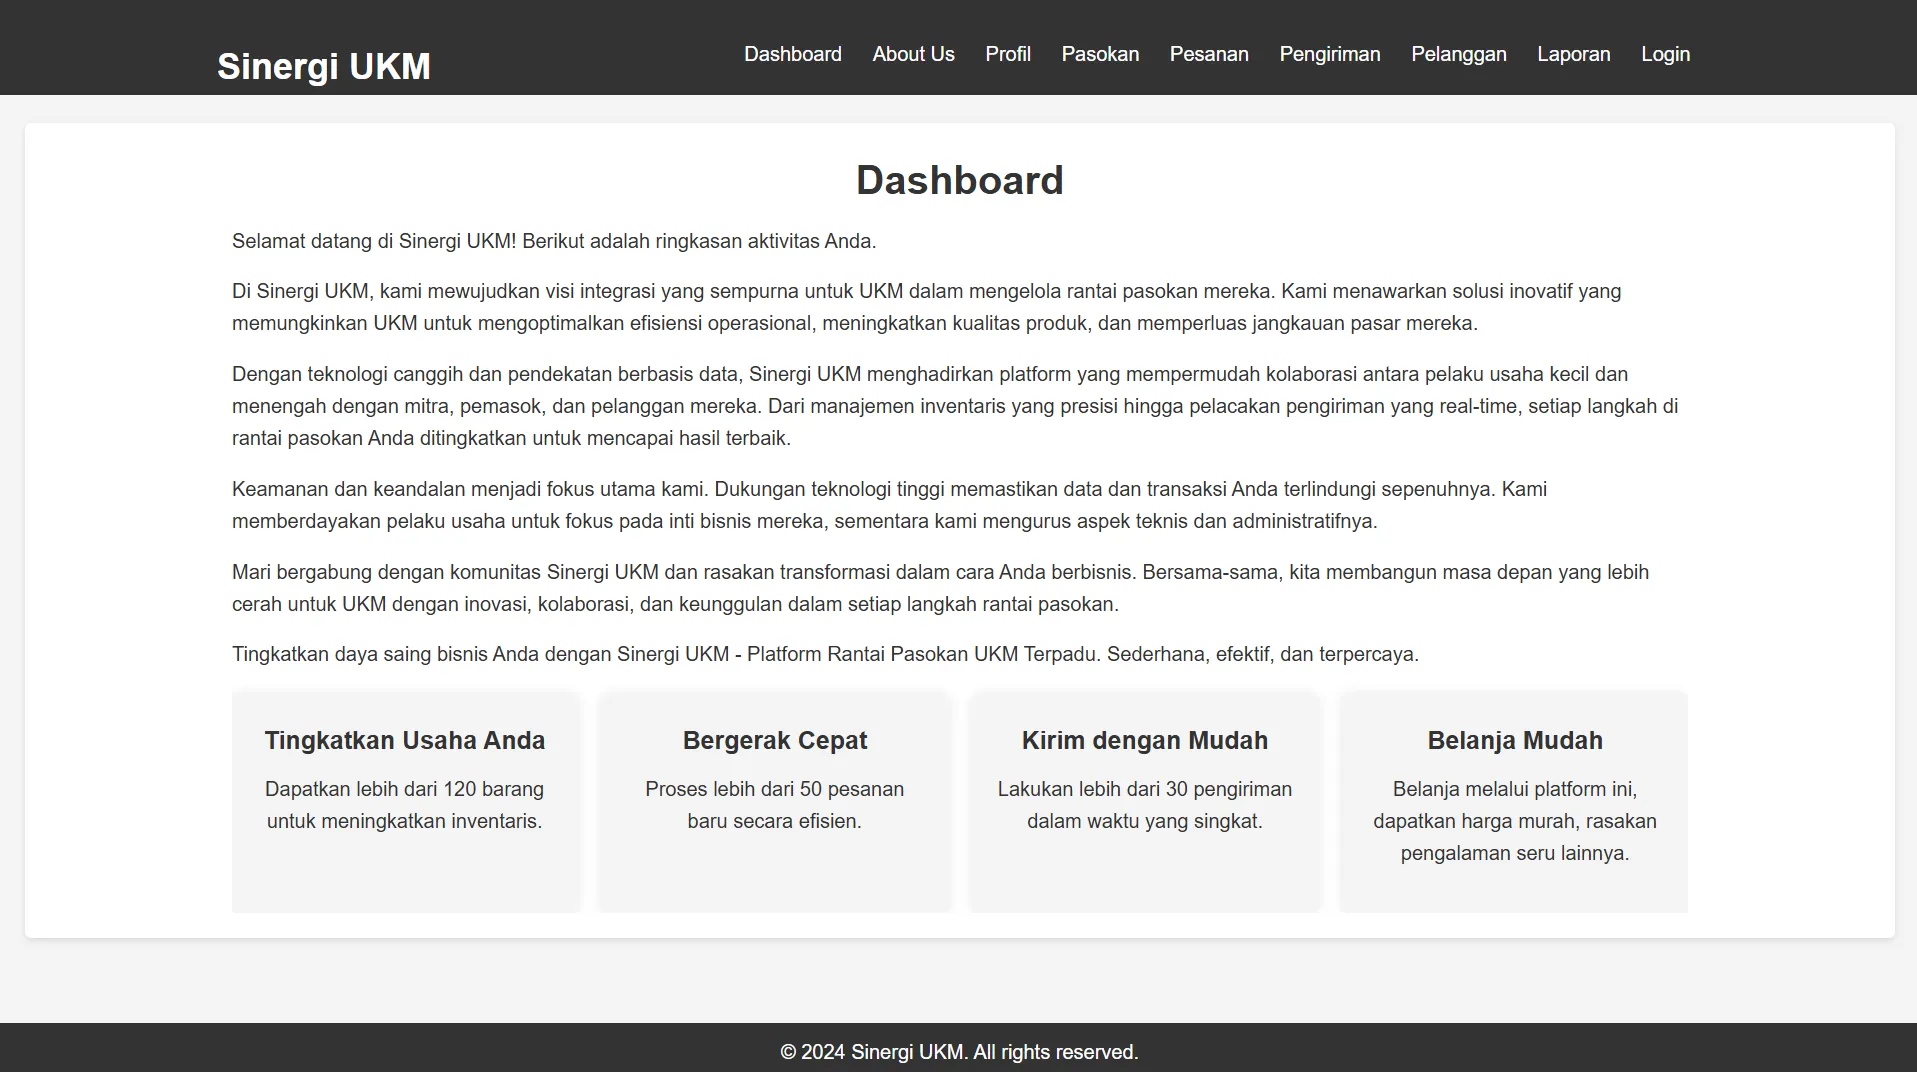 Sinergi UKM
Dashboard About Us Profil Pasokan Pesanan Pengiriman Pelanggan Laporan Login
Dashboard
Selamat datang di Sinergi UKM! Berikut adalah ringkasan aktivitas Anda.
Di Sinergi UKM, kami mewujudkan visi integrasi yang sempurna untuk UKM dalam mengelola rantai pasokan mereka. Kami menawarkan solusi inovatif yang
memungkinkan UKM untuk mengoptimalkan efisiensi operasional, meningkatkan kualitas produk, dan memperluas jangkauan pasar mereka.
Dengan teknologi canggih dan pendekatan berbasis data, Sinergi UKM menghadirkan platform yang mempermudah kolaborasi antara pelaku usaha kecil dan
menengah dengan mitra, pemasok, dan pelanggan mereka. Dari manajemen inventaris yang presisi hingga pelacakan pengiriman yang real-time, setiap langkah di
rantai pasokan Anda ditingkatkan untuk mencapai hasil terbaik.
Keamanan dan keandalan menjadi fokus utama kami. Dukungan teknologi tinggi memastikan data dan transaksi Anda terlindungi sepenuhnya. Kami
memberdayakan pelaku usaha untuk fokus pada inti bisnis mereka, sementara kami mengurus aspek teknis dan administratifnya.
Mari bergabung dengan komunitas Sinergi UKM dan rasakan transformasi dalam cara Anda berbisnis. Bersama-sama, kita membangun masa depan yang lebih
cerah untuk UKM dengan inovasi, kolaborasi, dan keunggulan dalam setiap langkah rantai pasokan.
Tingkatkan daya saing bisnis Anda dengan Sinergi UKM - Platform Rantai Pasokan UKM Terpadu. Sederhana, efektif, dan terpercaya.
Tingkatkan Usaha Anda
Dapatkan lebih dari 120 barang
untuk meningkatkan inventaris.
Bergerak Cepat
Proses lebih dari 50 pesanan
baru secara efisien.
Kirim dengan Mudah
Lakukan lebih dari 30 pengiriman
dalam waktu yang singkat.
Belanja Mudah
Belanja melalui platform ini,
dapatkan harga murah, rasakan
pengalaman seru lainnya.
© 2024 Sinergi UKM. All rights reserved.